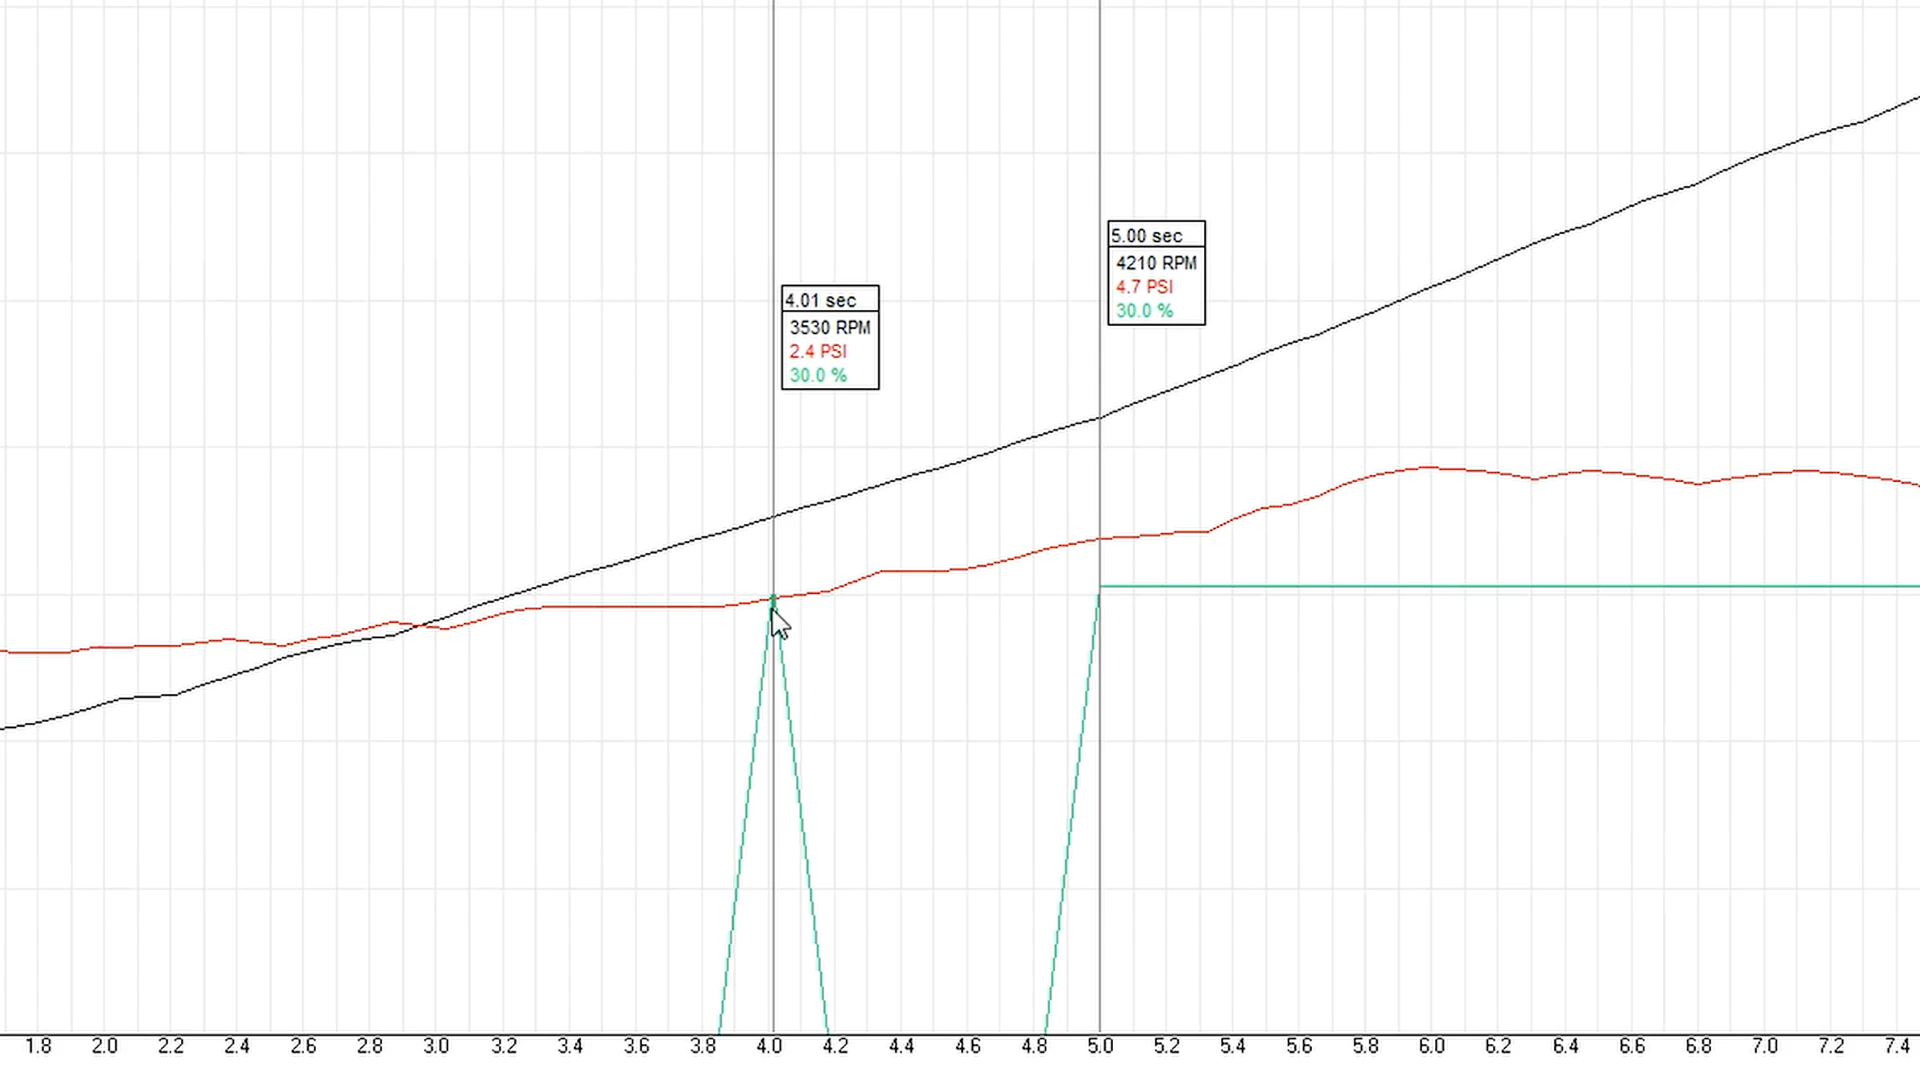 5.00 sec
4210 RPM
4.7 PSI
30.0 %
4.01 sec
3530 RPM
2.4 PSI
30.0 %
1.8 2.0 2.2 2.4 2.6 2.8 3.0 3.2 3.4 3.6 3.8 4.0 4.2 4.4 4.6 4.8 5.0 5.2 5.4 5.6 5.8 6.0 6.2 6.4 6.6 6.8 7.0 7.2 7.4